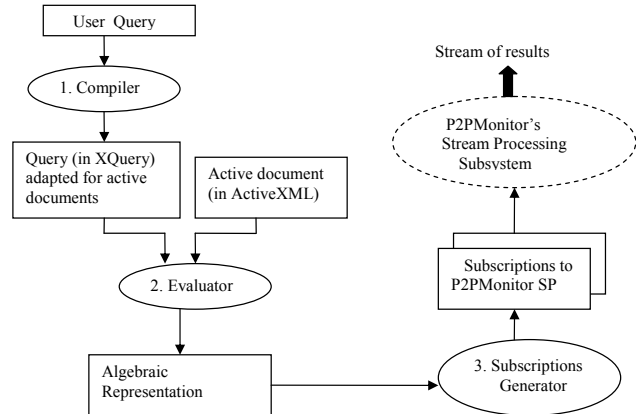 User Query
1. Compiler
Query (in XQuery)
adapted for active
documents
Active document
(in ActiveXML)
2. Evaluator
Algebraic
Representation
3. Subscriptions
Generator
Subscriptions to
P2PMonitor SP
P2PMonitor's
Stream Processing
Subsystem
Stream of results